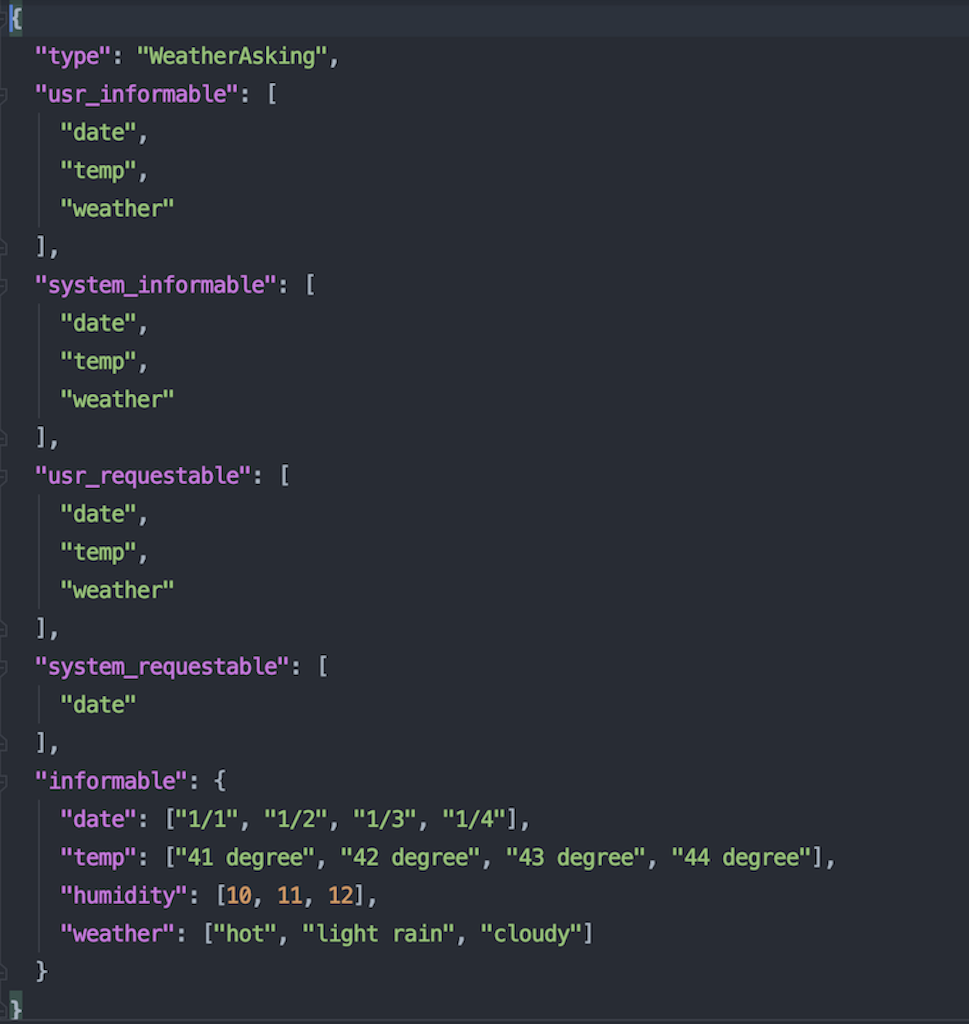 {
"type": "WeatherAsking",
"usr_informable": [
"date",
"temp",
"weather"
],
"system_informable": [
"date",
"temp",
"weather"
],
"usr_requestable": [
"date",
"temp",
"weather"
],
"system_requestable": [
"date"
],
"informable": {
"date": ["1/1", "1/2", "1/3", "1/4"],
"temp": ["41 degree", "42 degree", "43 degree", "44 degree"],
"humidity": [10, 11, 12],
"weather": ["hot", "light rain", "cloudy"]
}
}